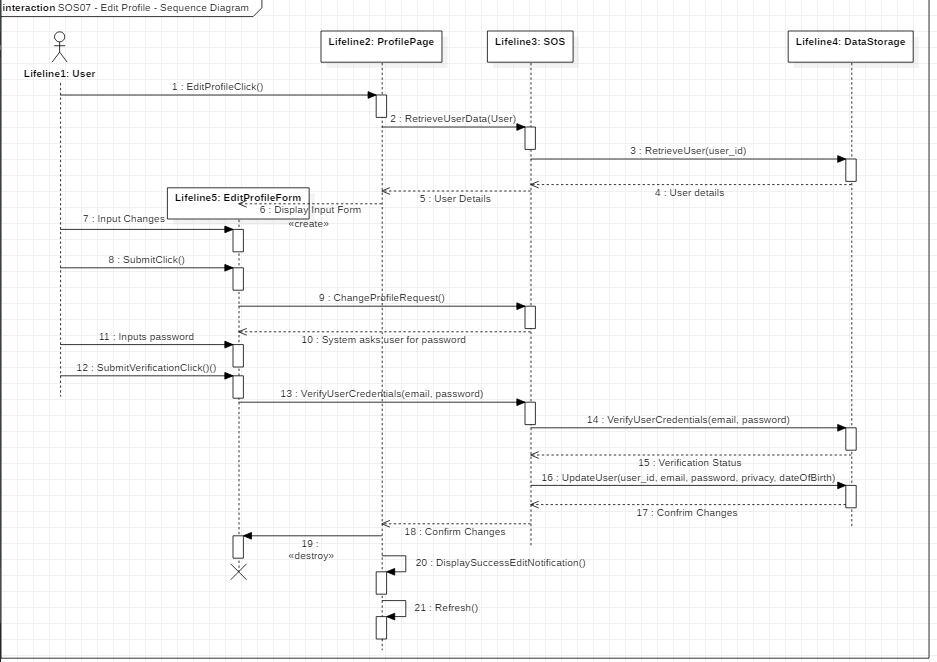 interaction SOS07 - Edit Profile - Sequence Diagram
Lifeline1: User
Lifeline2: ProfilePage
Lifeline3: SOS
Lifeline4: DataStorage
1 : EditProfileClick()
2 : RetrieveUserData(User)
3 : RetrieveUser(user_id)
4 : User details
5 : User Details
Lifeline5: EditProfileForm
6 : Display Input Form
«create»
7 : Input Changes
8 : SubmitClick()
9 : ChangeProfileRequest()
10 : System asks user for password
11 : Inputs password
12 : SubmitVerificationClick()()
13 : VerifyUserCredentials(email, password)
14 : VerifyUserCredentials(email, password)
15 : Verification Status
16 : UpdateUser(user_id, email, password, privacy, dateOfBirth)
17 : Confrim Changes
18 : Confirm Changes
19 :
«destroy»
20 : DisplaySuccessEditNotification()
21 : Refresh()